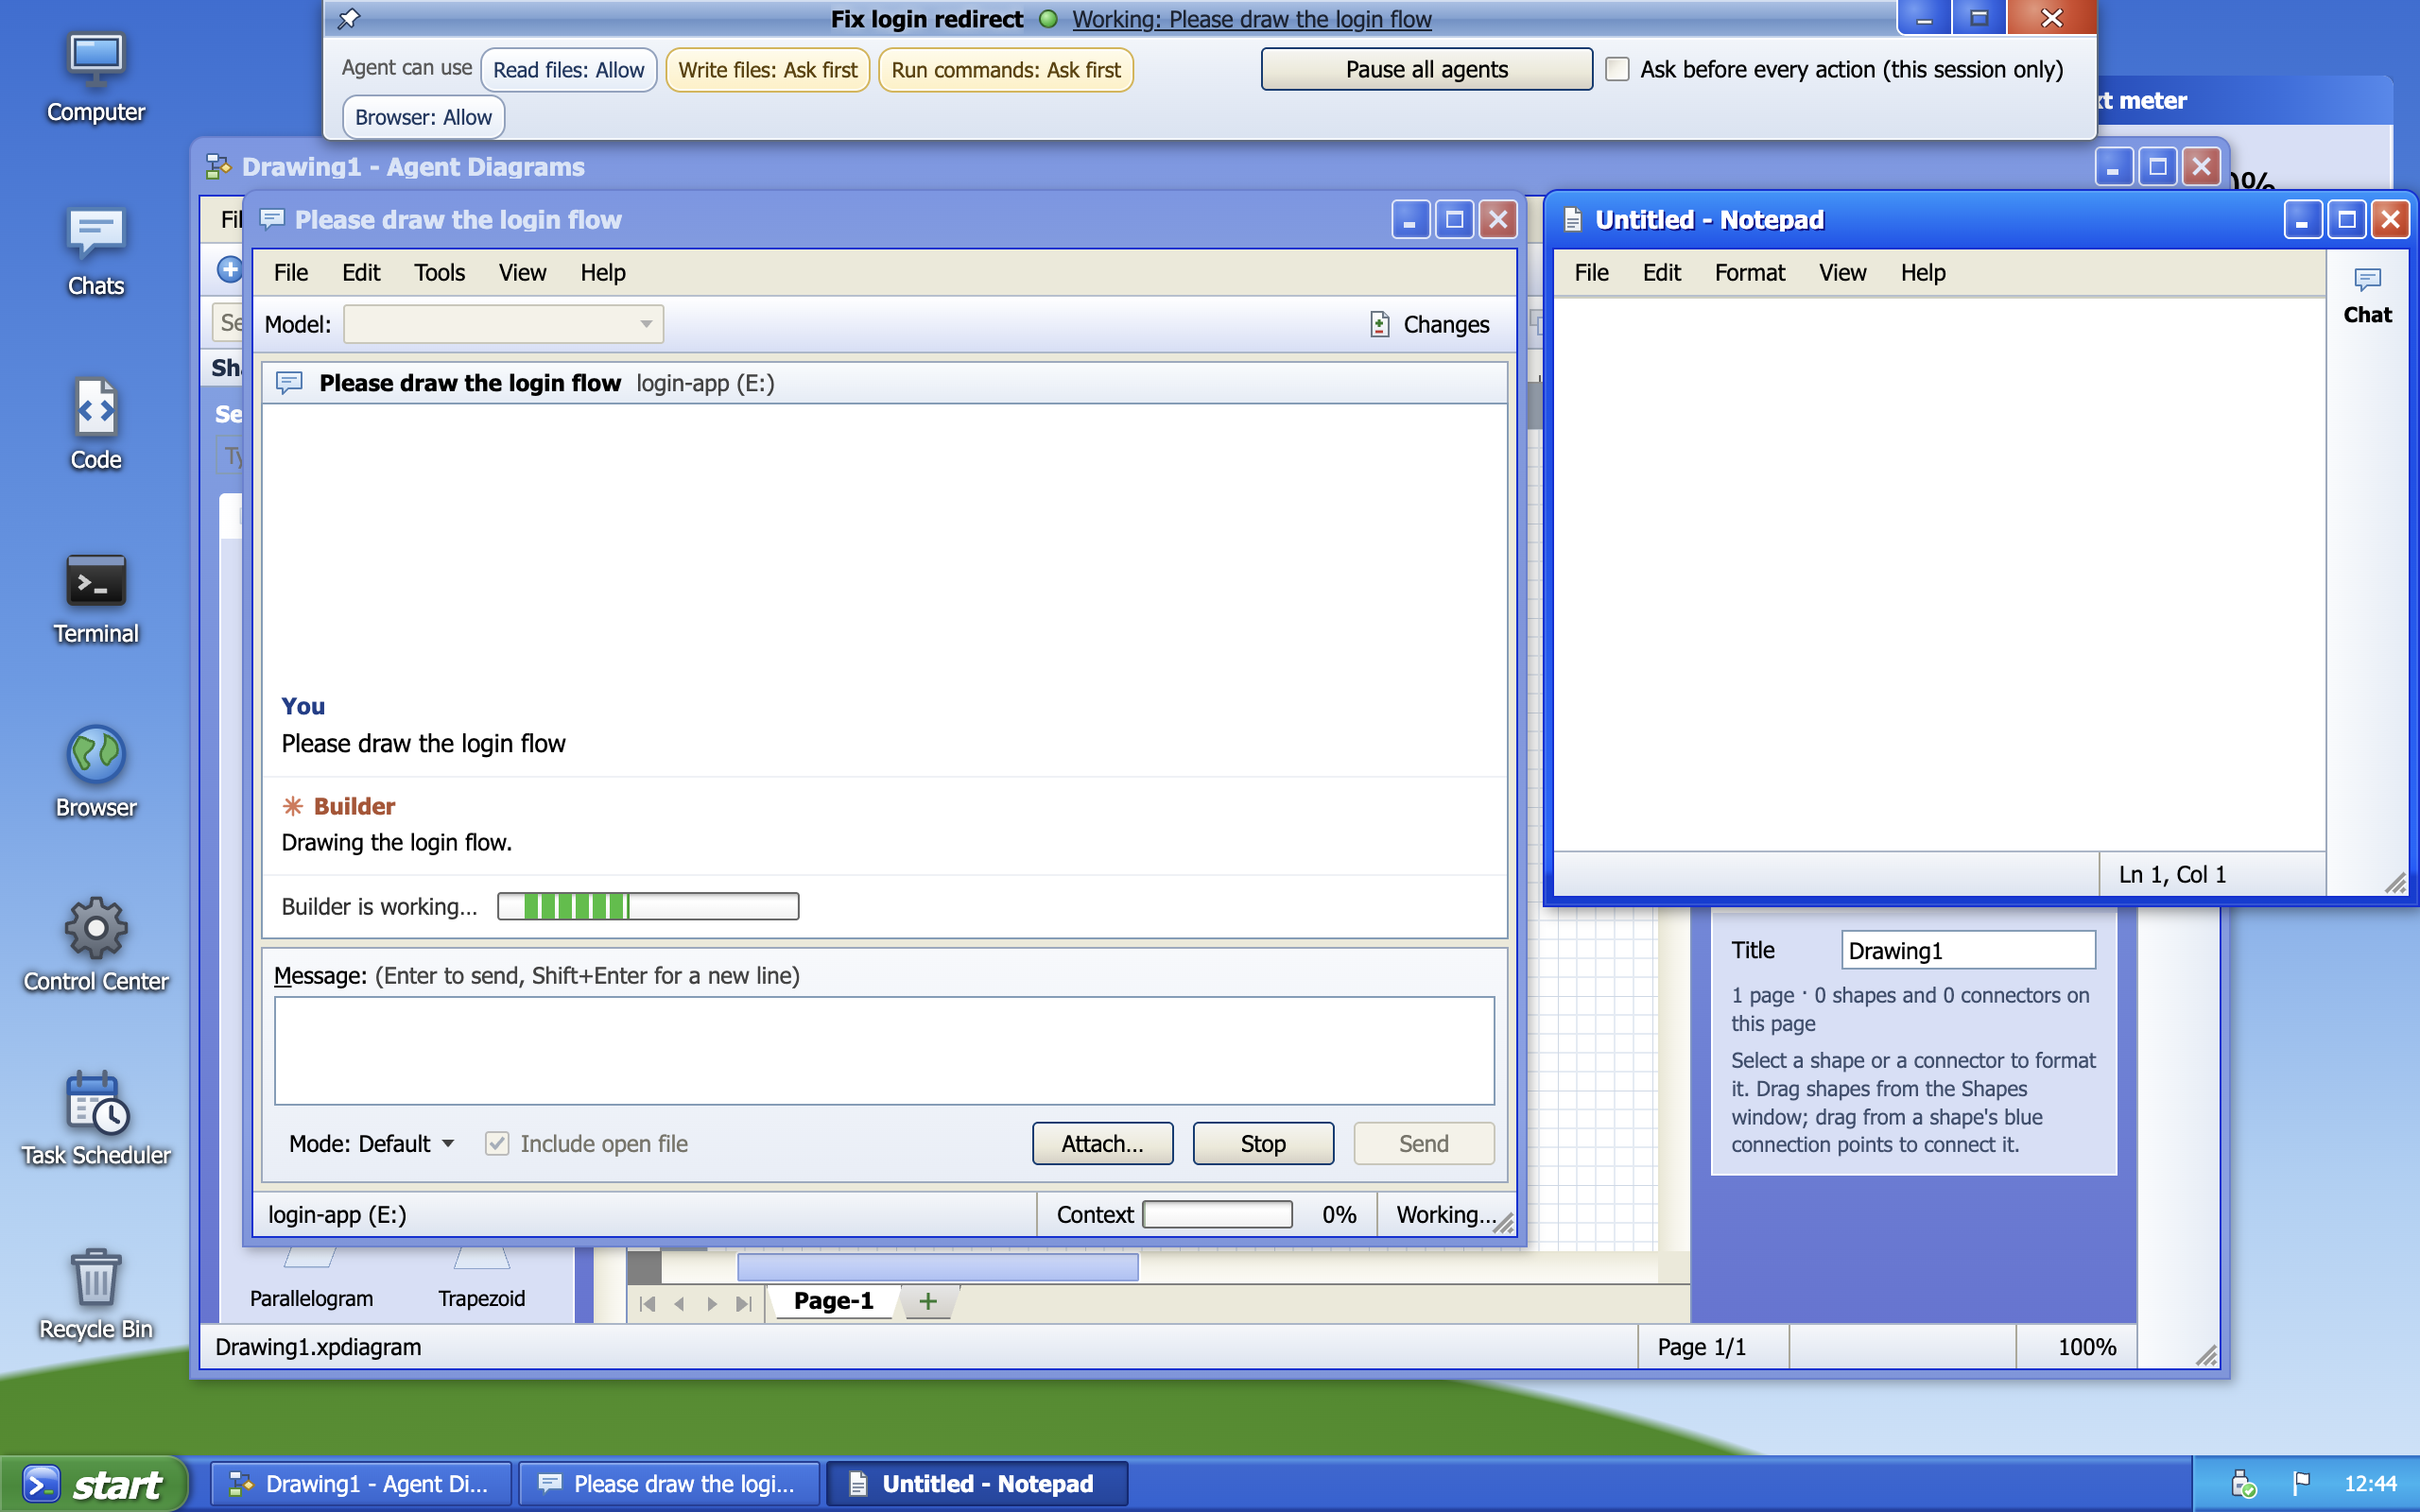 Fix login redirect Working: Please draw the login flow
Agent can use Read files: Allow Write files: Ask first Run commands: Ask first Pause all agents Ask before every action (this session only)
Browser: Allow
Computer
Chats
Code
Terminal
Browser
Control Center
Task Scheduler
Recycle Bin
meter
Drawing1 - Agent Diagrams
Please draw the login flow
File Edit Tools View Help
Model: Changes
Please draw the login flow login-app (E:)
You
Please draw the login flow
Builder
Drawing the login flow.
Builder is working...
Message: (Enter to send, Shift+Enter for a new line)
Mode: Default Include open file Attach... Stop Send
login-app (E:) Context 0% Working...
Untitled - Notepad
File Edit Format View Help
Chat
Ln 1, Col 1
Title Drawing1
1 page · 0 shapes and 0 connectors on
this page
Select a shape or a connector to format
it. Drag shapes from the Shapes
window; drag from a shape's blue
connection points to connect it.
Parallelogram Trapezoid
Page-1
Drawing1.xpdiagram Page 1/1 100%
start Drawing1 - Agent Di... Please draw the logi... Untitled - Notepad 12:44